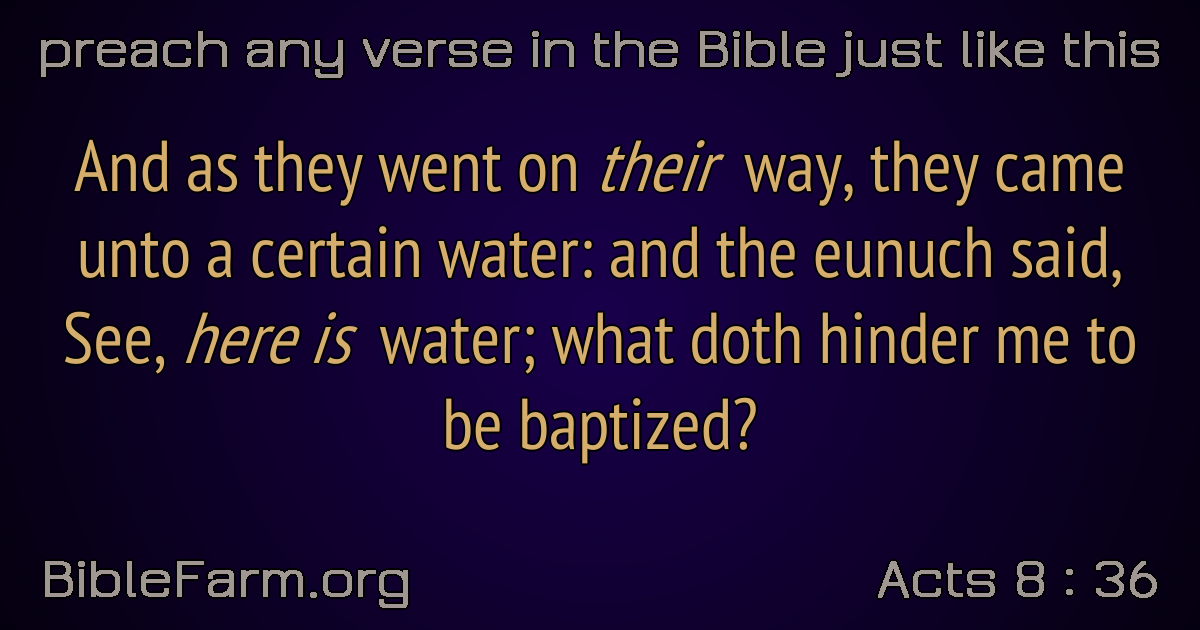 preach any verse in the Bible just like this
And as they went on their way, they came
unto a certain water: and the eunuch said,
See, here is water; what doth hinder me to
be baptized?
BibleFarm.org
Acts 8 : 36